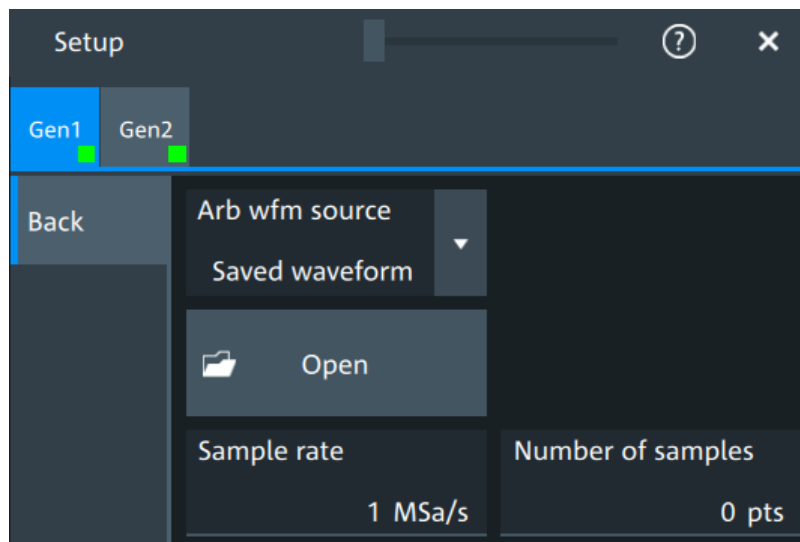 Setup
?
Gen1
Gen2
Back
Arb wfm source
Saved waveform
Open
Sample rate
1 MSa/s
Number of samples
0 pts